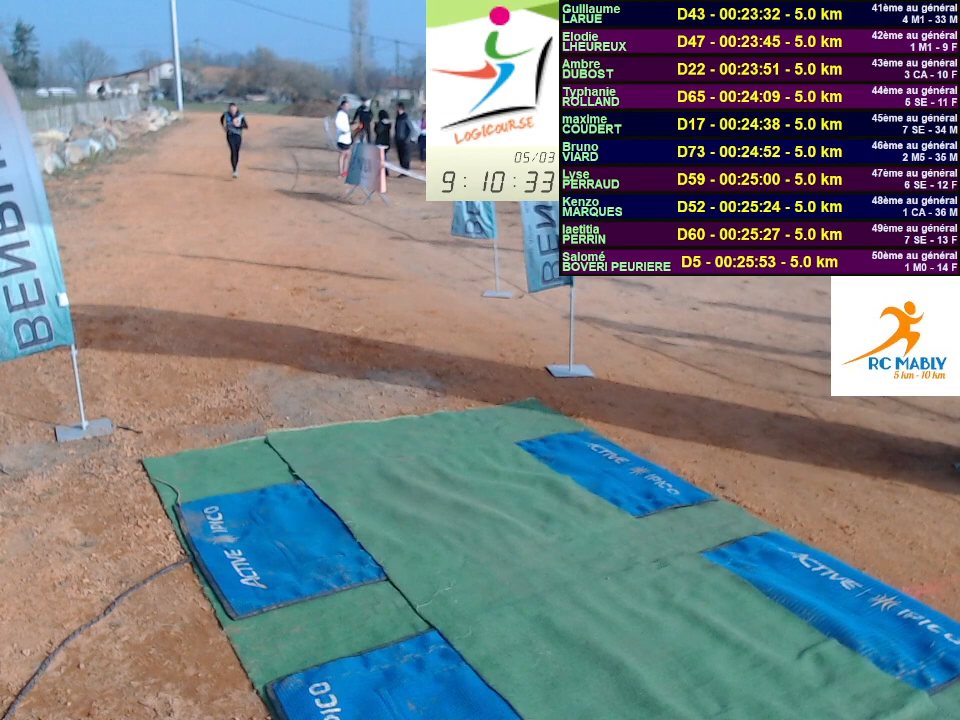 Guillaume
LARUE
D43 - 00:23:32 - 5.0 km
41ème au général
4 M1 - 33 M
Elodie
LHEUREUX
D47 - 00:23:45 - 5.0 km
42ème au général
1 M1 - 9 F
Ambre
DUBOST
D22 - 00:23:51 - 5.0 km
43ème au général
3 CA - 10 F
Typhanie
ROLLAND
D65 - 00:24:09 - 5.0 km
44ème au général
5 SE - 11 F
maxime
COUDERT
D17 - 00:24:38 - 5.0 km
45ème au général
7 SE - 34 M
Bruno
VIARD
D73 - 00:24:52 - 5.0 km
46ème au général
2 M5 - 35 M
Lyse
PERRAUD
D59 - 00:25:00 - 5.0 km
47ème au général
6 SE - 12 F
Kenzo
MARQUES
D52 - 00:25:24 - 5.0 km
48ème au général
1 CA - 36 M
laetitia
PERRIN
D60 - 00:25:27 - 5.0 km
49ème au général
7 SE - 13 F
Salomé
BOVERI PEURIERE
D5 - 00:25:53 - 5.0 km
50ème au général
1 M0 - 14 F
LOGICOURSE
05/03
9:10:33
RC MABLY
5 km - 10 km
ACTIVE IPICO
ACTIVE IPICO
ACTIVE IPICO
IPICO